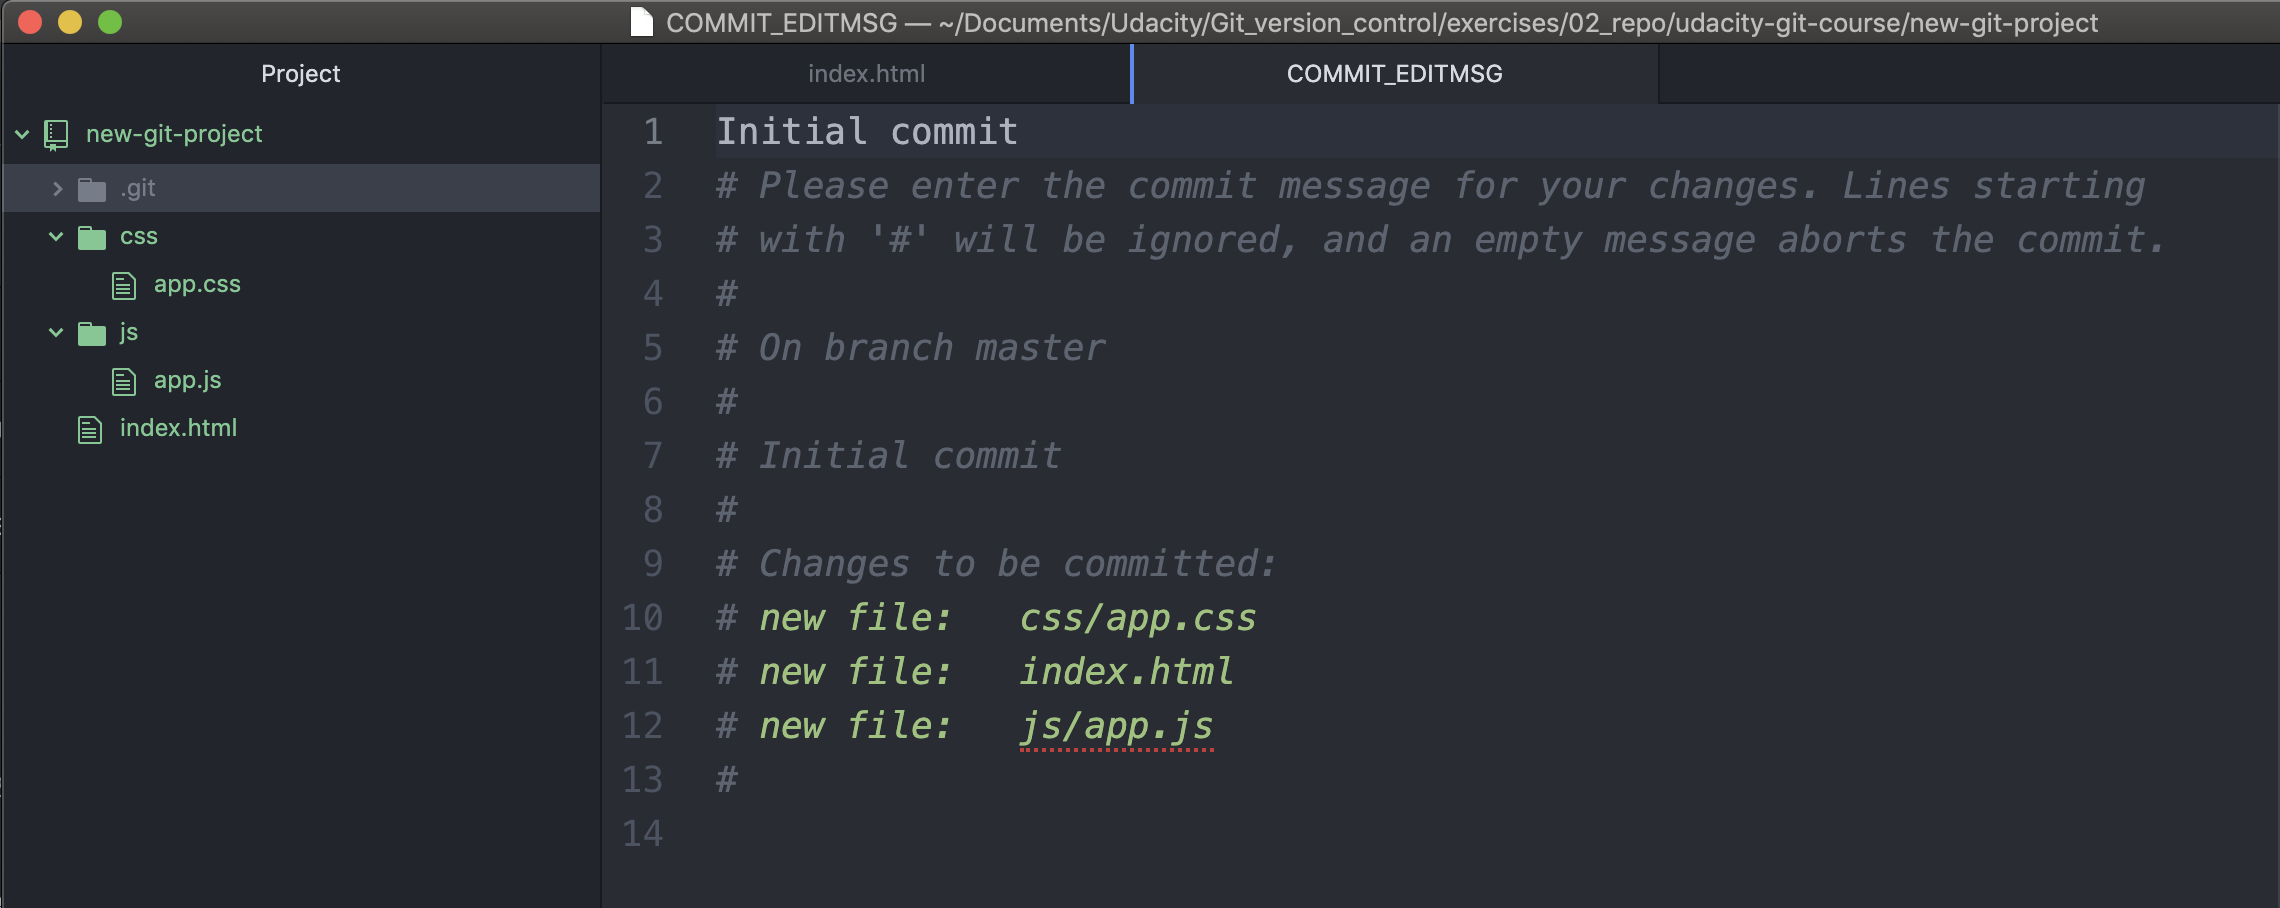 COMMIT_EDITMSG — ~/Documents/Udacity/Git_version_control/exercises/02_repo/udacity-git-course/new-git-project
Project
new-git-project
.git
css
app.css
js
app.js
index.html
index.html
COMMIT_EDITMSG
1 Initial commit
2 # Please enter the commit message for your changes. Lines starting
3 # with '#' will be ignored, and an empty message aborts the commit.
4 #
5 # On branch master
6 #
7 # Initial commit
8 #
9 # Changes to be committed:
10 # new file:   css/app.css
11 # new file:   index.html
12 # new file:   js/app.js
13 #
14